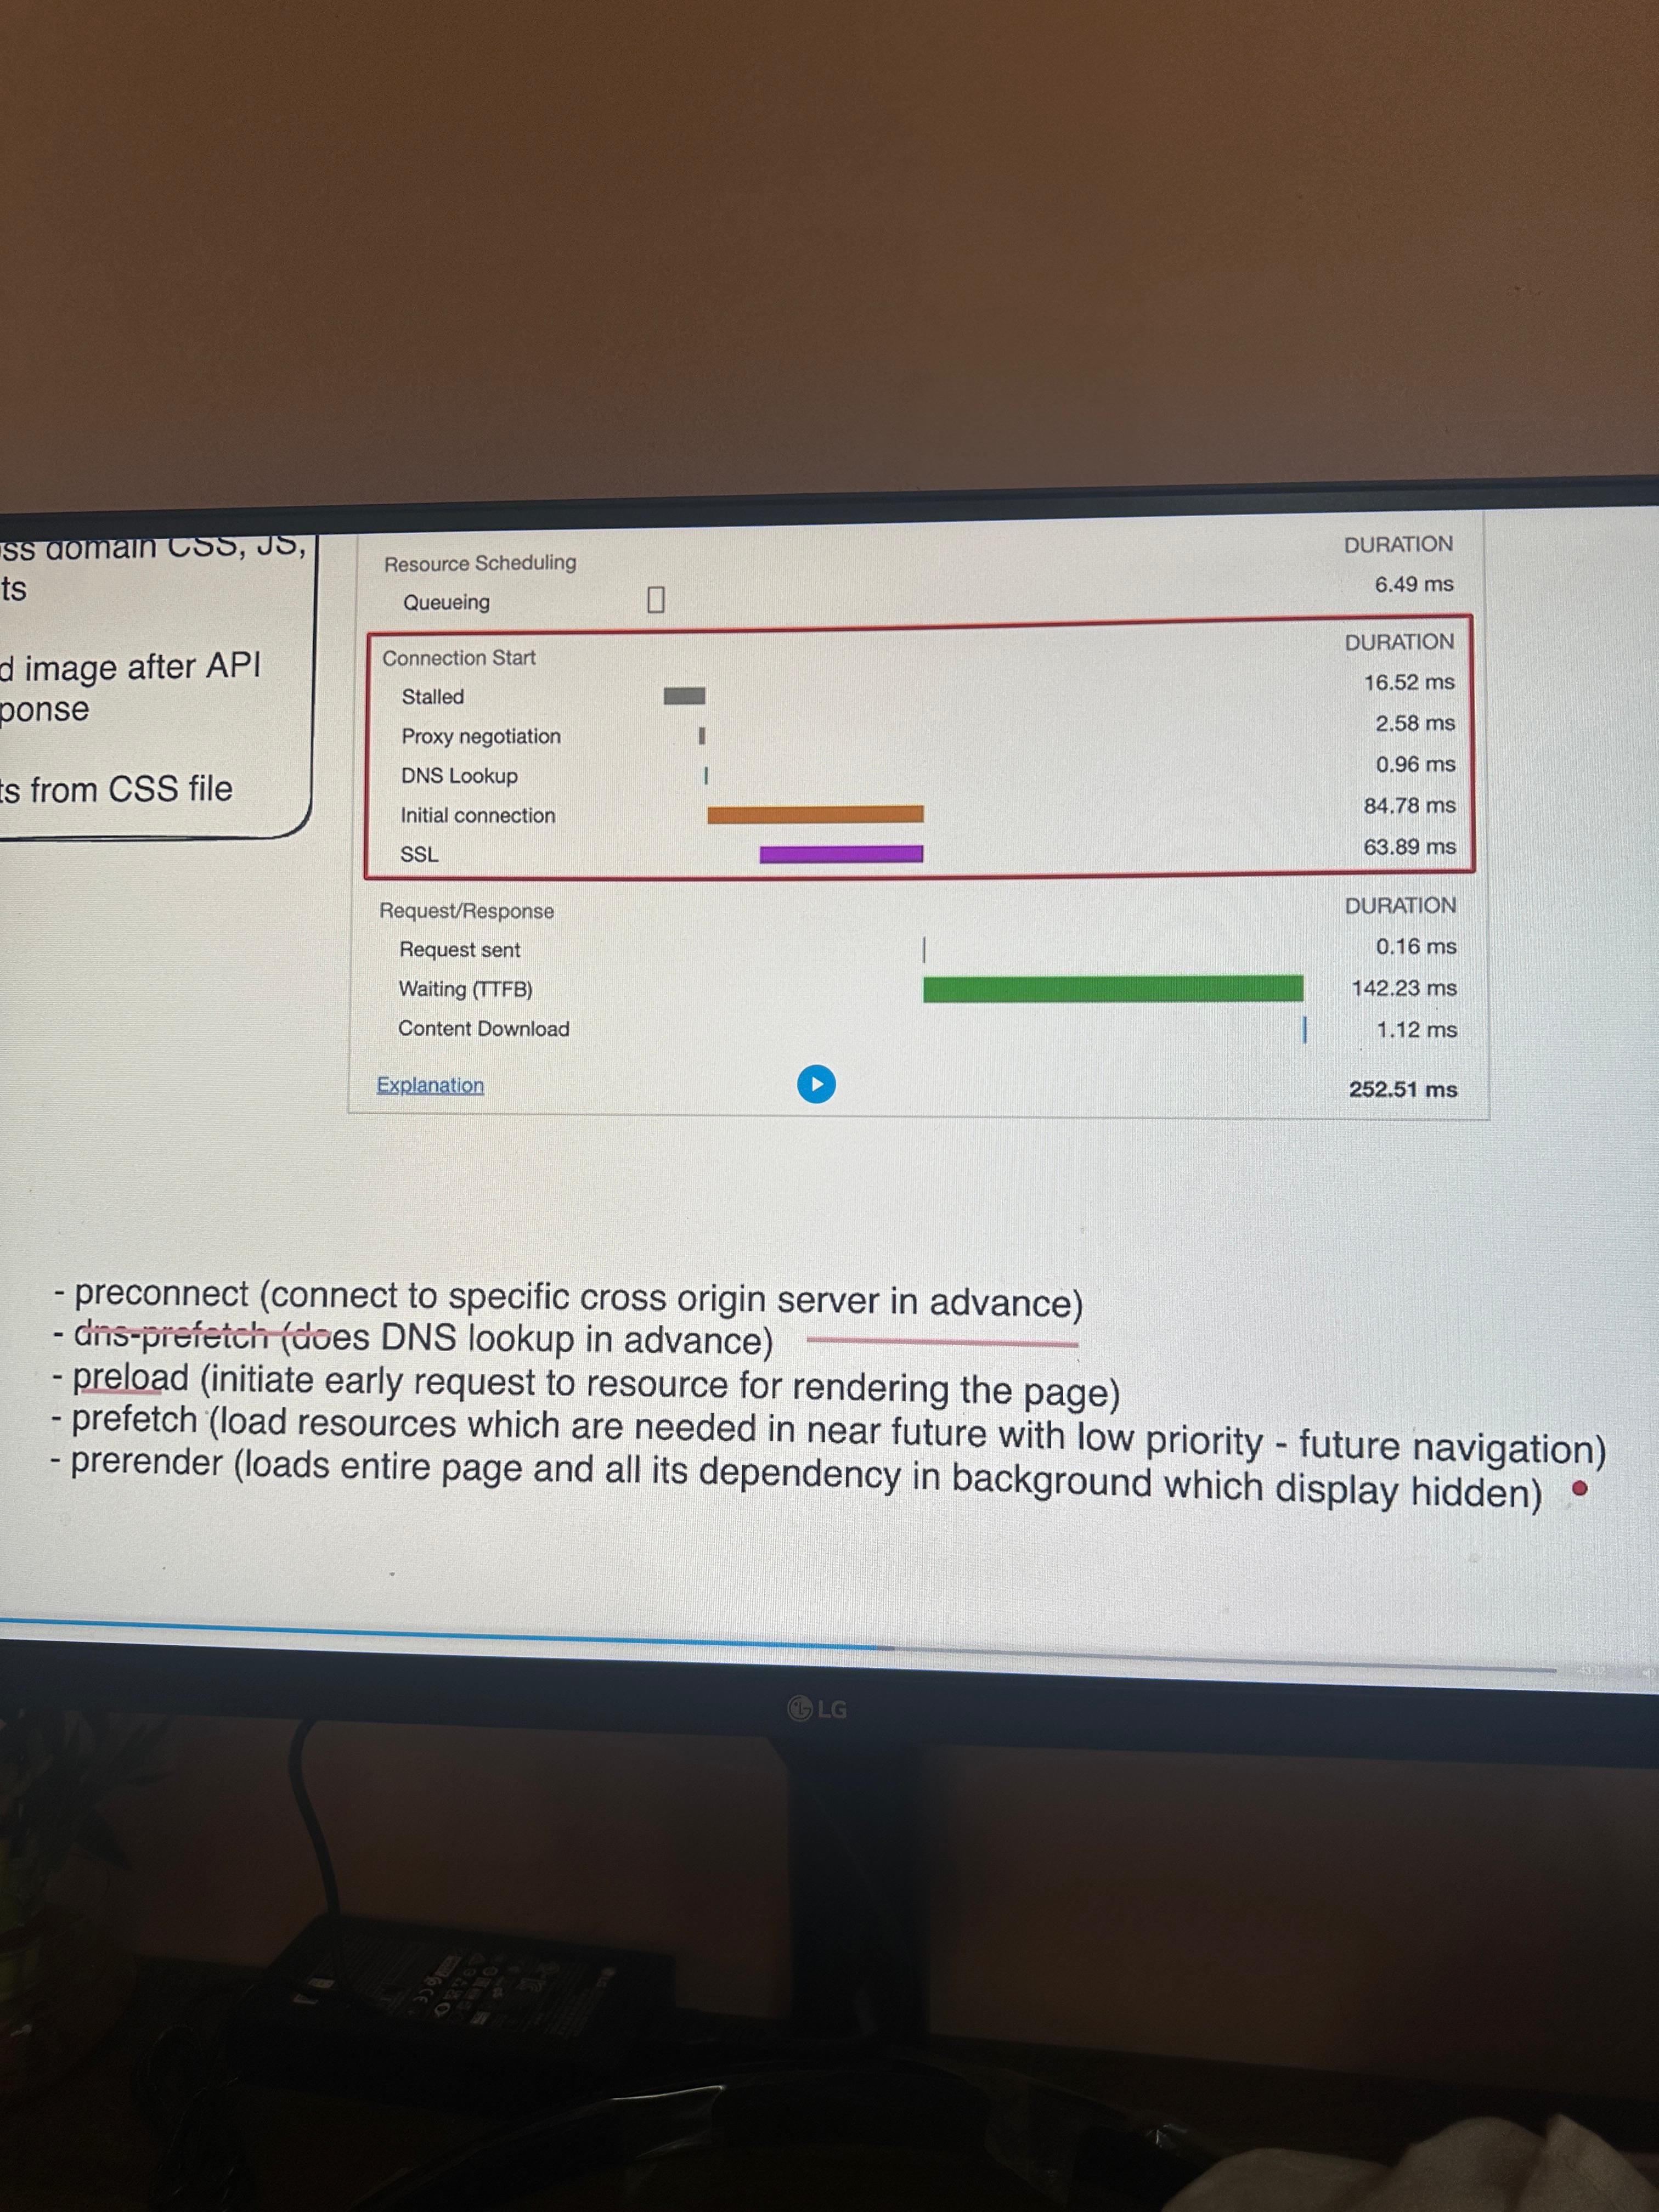 ss domain CSS, JS,
ts
d image after API
ponse
ts from CSS file
Resource Scheduling DURATION
Queueing 6.49 ms
Connection Start DURATION
Stalled 16.52 ms
Proxy negotiation 2.58 ms
DNS Lookup 0.96 ms
Initial connection 84.78 ms
SSL 63.89 ms
Request/Response DURATION
Request sent 0.16 ms
Waiting (TTFB) 142.23 ms
Content Download 1.12 ms
Explanation 252.51 ms
- preconnect (connect to specific cross origin server in advance)
- dns-prefetch (does DNS lookup in advance)
- preload (initiate early request to resource for rendering the page)
- prefetch (load resources which are needed in near future with low priority - future navigation)
- prerender (loads entire page and all its dependency in background which display hidden)
LG